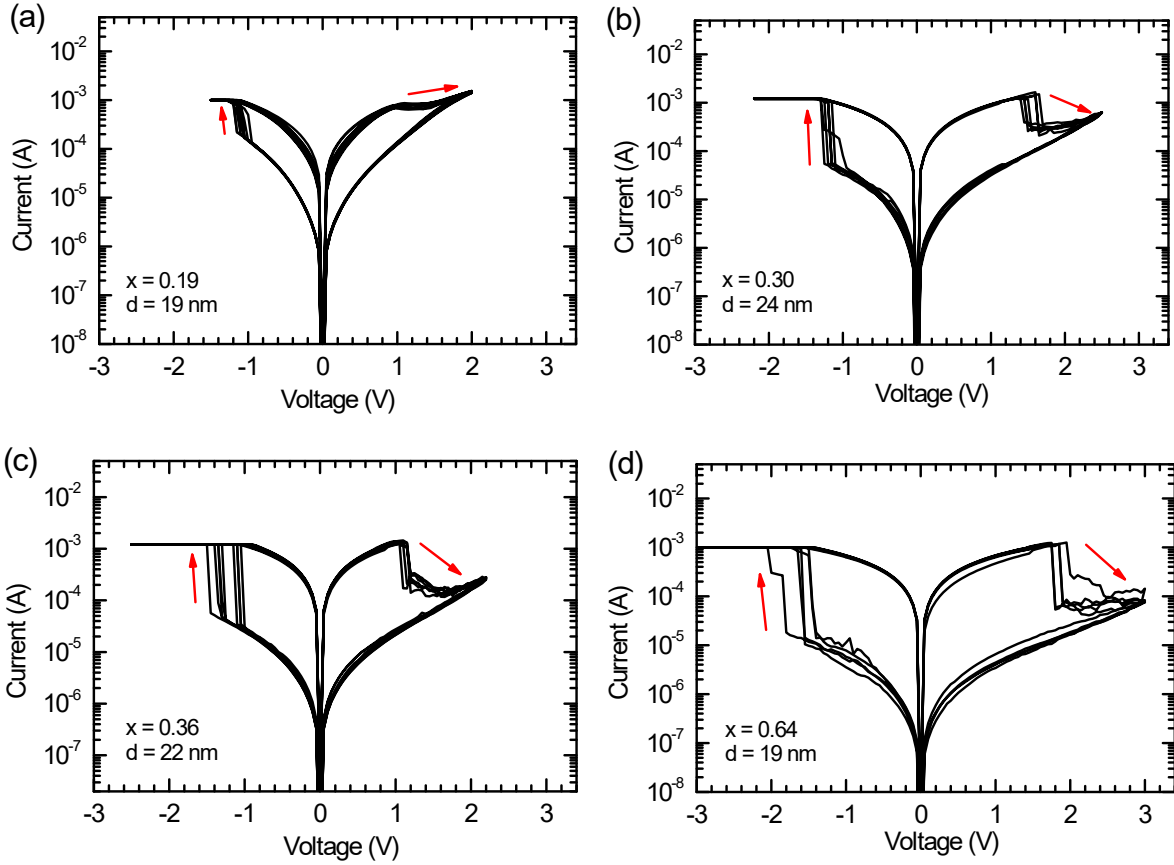 (a)
Current (A)
10⁻²
10⁻³
10⁻⁴
10⁻⁵
10⁻⁶
10⁻⁷
10⁻⁸
x = 0.19
d = 19 nm
-3 -2 -1 0 1 2 3
Voltage (V)
(b)
Current (A)
10⁻²
10⁻³
10⁻⁴
10⁻⁵
10⁻⁶
10⁻⁷
10⁻⁸
x = 0.30
d = 24 nm
-3 -2 -1 0 1 2 3
Voltage (V)
(c)
Current (A)
10⁻²
10⁻³
10⁻⁴
10⁻⁵
10⁻⁶
10⁻⁷
x = 0.36
d = 22 nm
-3 -2 -1 0 1 2 3
Voltage (V)
(d)
Current (A)
10⁻²
10⁻³
10⁻⁴
10⁻⁵
10⁻⁶
10⁻⁷
10⁻⁸
x = 0.64
d = 19 nm
-3 -2 -1 0 1 2 3
Voltage (V)